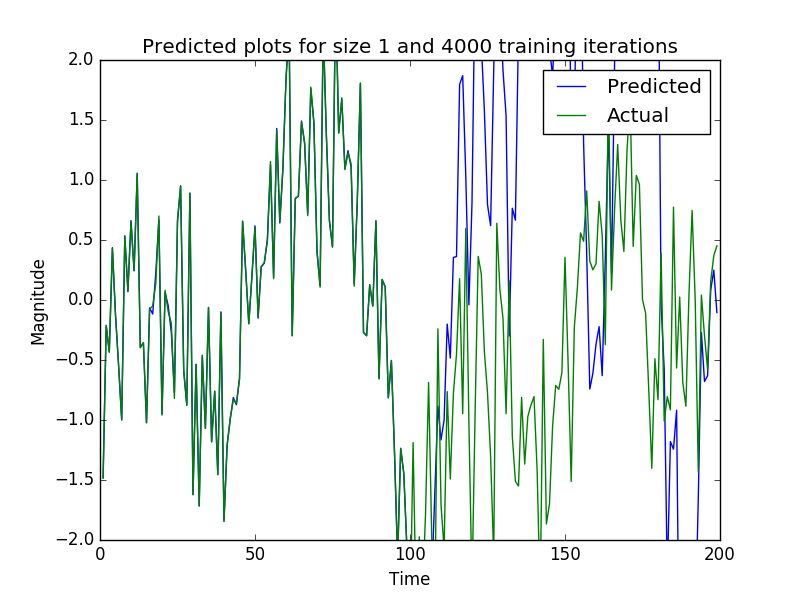 Predicted plots for size 1 and 4000 training iterations
2.0
1.5
1.0
0.5
0.0
−0.5
−1.0
−1.5
−2.0
Magnitude
Predicted
Actual
0
50
100
150
200
Time